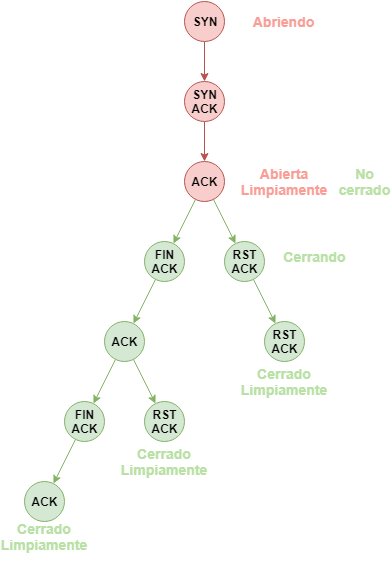 SYN
Abriendo
SYN
ACK
ACK
Abierta
Limpiamente
No
cerrado
FIN
ACK
RST
ACK
Cerrando
ACK
RST
ACK
Cerrado
Limpiamente
FIN
ACK
RST
ACK
Cerrado
Limpiamente
ACK
Cerrado
Limpiamente